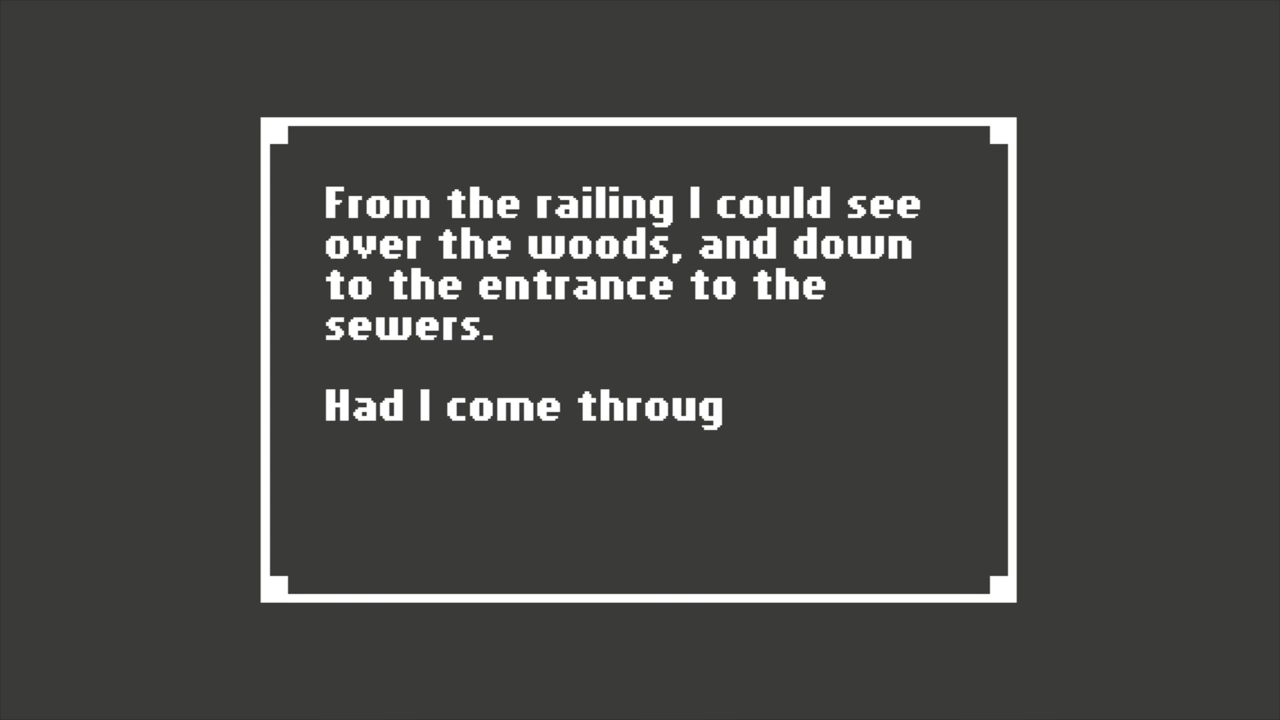 From the railing I could see
over the woods, and down
to the entrance to the
sewers.
Had I come throug